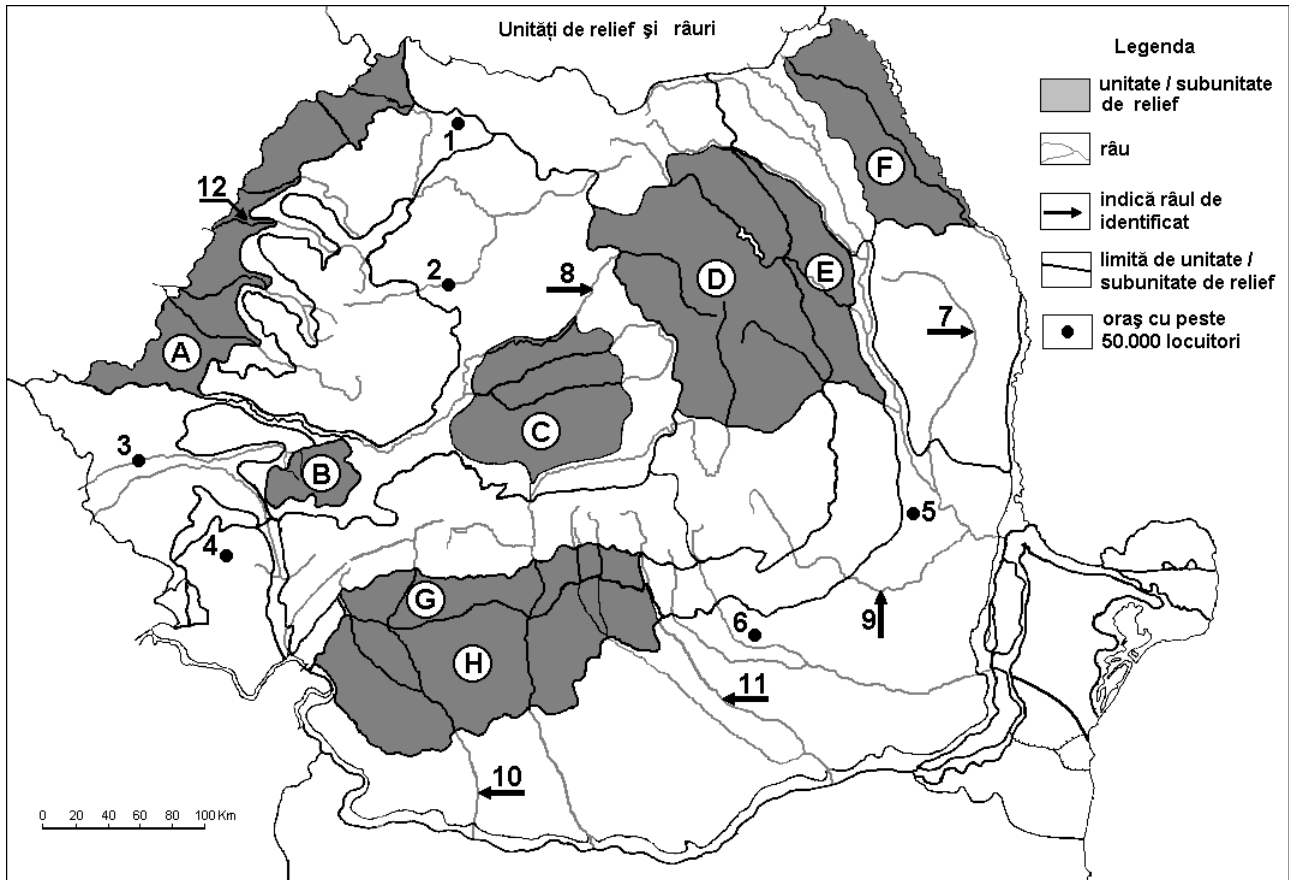 Unități de relief și râuri
Legenda
unitate / subunitate
de relief
râu
indică râul de
identificat
limită de unitate /
subunitate de relief
oraș cu peste
50.000 locuitori
F
1
12
2
8
D
E
7
A
C
3
B
4
5
G
6
9
H
11
10
0 20 40 60 80 100 Km